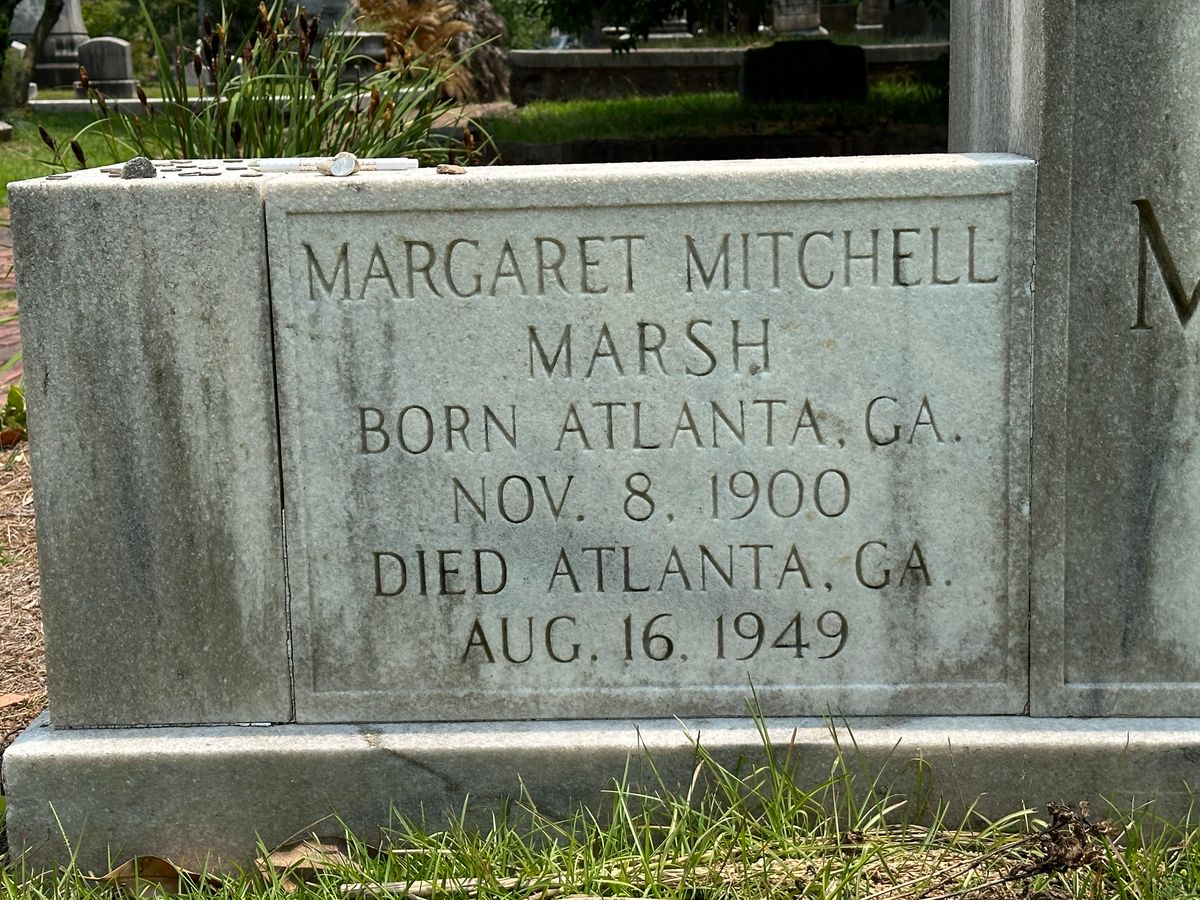 MARGARET MITCHELL
MARSH
BORN ATLANTA, GA.
NOV. 8, 1900
DIED ATLANTA, GA.
AUG. 16, 1949
M